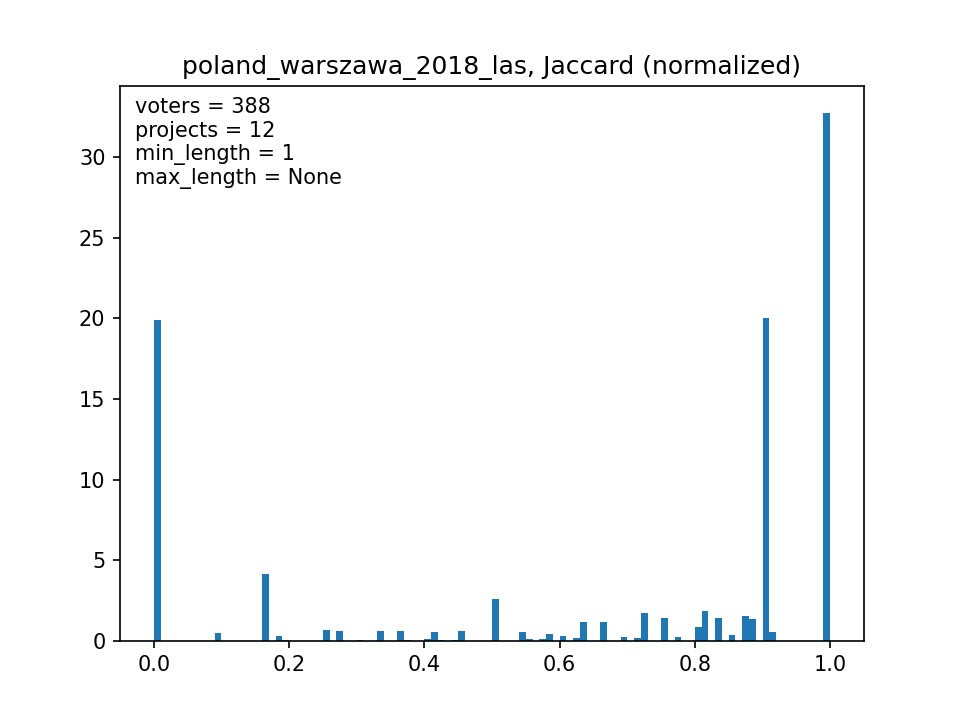 poland_warszawa_2018_las, Jaccard (normalized)
voters = 388
projects = 12
min_length = 1
max_length = None
30
25
20
15
10
5
0
0.0 0.2 0.4 0.6 0.8 1.0